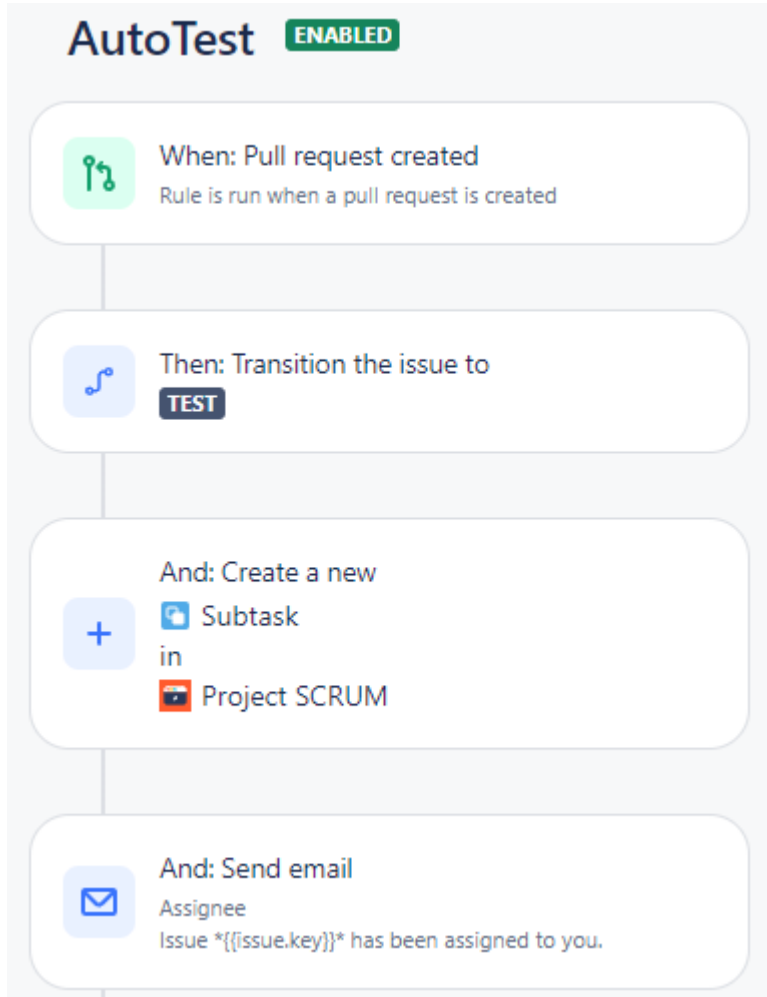 AutoTest ENABLED
When: Pull request created
Rule is run when a pull request is created
Then: Transition the issue to
TEST
And: Create a new
Subtask
in
Project SCRUM
And: Send email
Assignee
Issue *{{issue.key}}* has been assigned to you.